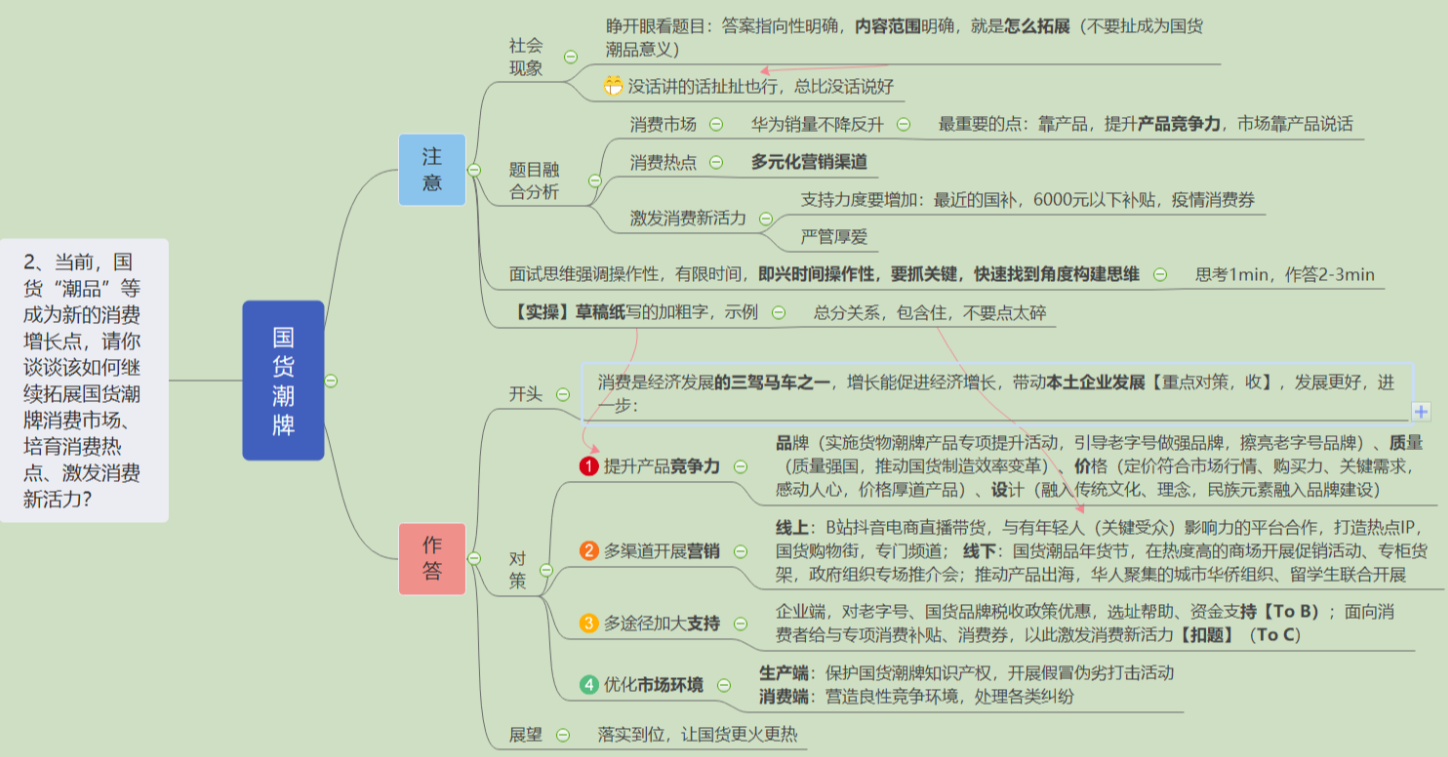 2、当前，国
货“潮品”等
成为新的消费
增长点，请你
谈谈该如何继
续拓展国货潮
牌消费市场、
培育消费热
点、激发消费
新活力？
国
货
潮
牌
注
意
社会
现象
睁开眼看题目：答案指向性明确，内容范围明确，就是怎么拓展（不要扯成为国货
潮品意义）
没话讲的话扯扯也行，总比没话说好
题目融
合分析
消费市场
华为销量不降反升
最重要的点：靠产品，提升产品竞争力，市场靠产品说话
消费热点
多元化营销渠道
激发消费新活力
支持力度要增加：最近的国补，6000元以下补贴，疫情消费券
严管厚爱
面试思维强调操作性，有限时间，即兴时间操作性，要抓关键，快速找到角度构建思维
思考1min，作答2-3min
【实操】草稿纸写的加粗字，示例
总分关系，包含住，不要点太碎
作
答
开头
消费是经济发展的三驾马车之一，增长能促进经济增长，带动本土企业发展【重点对策，收】，发展更好，进
一步：
对
策
1 提升产品竞争力
品牌（实施货物潮牌产品专项提升活动，引导老字号做强品牌，擦亮老字号品牌）、质量
（质量强国，推动国货制造效率变革）、价格（定价符合市场行情、购买力、关键需求，
感动人心，价格厚道产品）、设计（融入传统文化、理念，民族元素融入品牌建设）
2 多渠道开展营销
线上：B站抖音电商直播带货，与有年轻人（关键受众）影响力的平台合作，打造热点IP，
国货购物街，专门频道； 线下：国货潮品年货节，在热度高的商场开展促销活动、专柜货
架，政府组织专场推介会；推动产品出海，华人聚集的城市华侨组织、留学生联合开展
3 多途径加大支持
企业端，对老字号、国货品牌税收政策优惠，选址帮助、资金支持【To B）；面向消
费者给与专项消费补贴、消费券，以此激发消费新活力【扣题】（To C）
4 优化市场环境
生产端：保护国货潮牌知识产权，开展假冒伪劣打击活动
消费端：营造良性竞争环境，处理各类纠纷
展望
落实到位，让国货更火更热